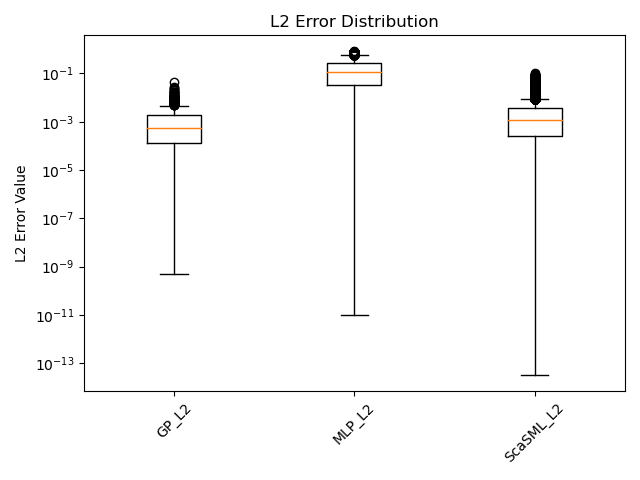 L2 Error Distribution
L2 Error Value
10⁻¹
10⁻³
10⁻⁵
10⁻⁷
10⁻⁹
10⁻¹¹
10⁻¹³
GP_L2
MLP_L2
ScaSML_L2